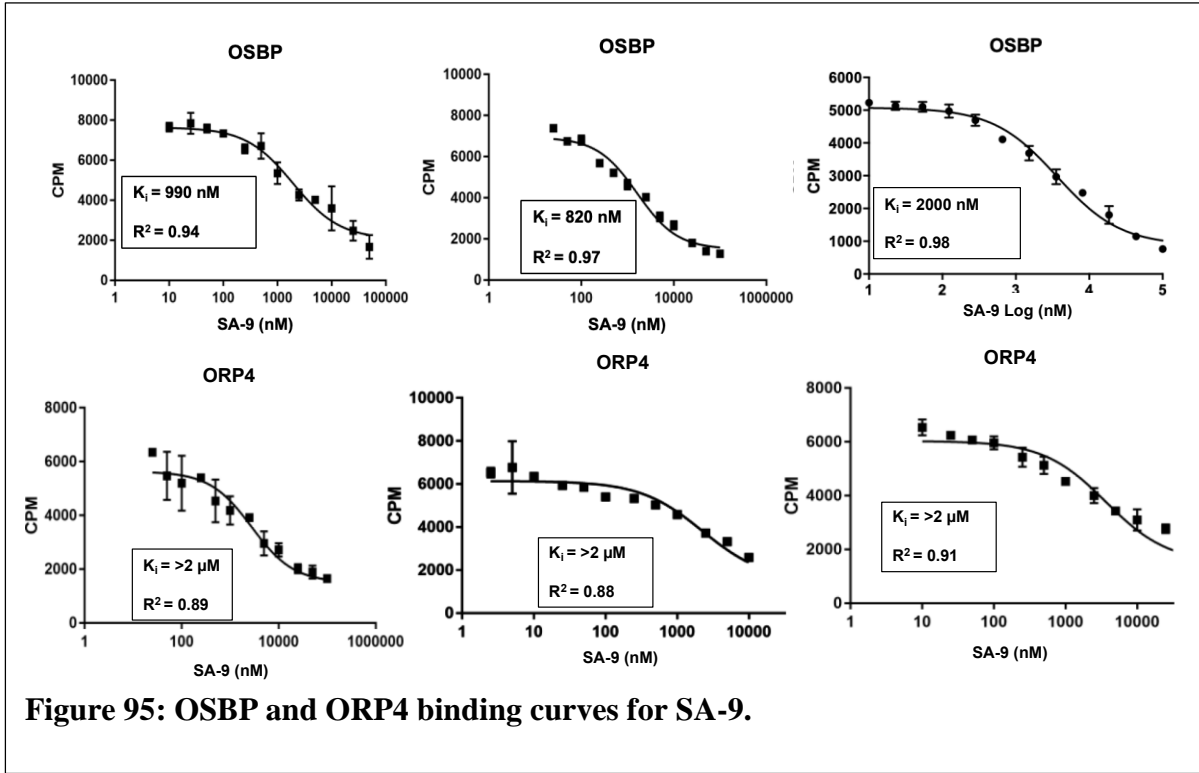 OSBP
10000
8000
6000
4000
2000
0
CPM
Kᵢ = 990 nM
R² = 0.94
1 10 100 1000 10000 100000
SA-9 (nM)
OSBP
10000
8000
6000
4000
2000
0
CPM
Kᵢ = 820 nM
R² = 0.97
1 100 10000 1000000
SA-9 (nM)
OSBP
6000
5000
4000
3000
2000
1000
0
CPM
Kᵢ = 2000 nM
R² = 0.98
1 2 3 4 5
SA-9 Log (nM)
ORP4
8000
6000
4000
2000
0
CPM
Kᵢ = >2 µM
R² = 0.89
1 100 10000 1000000
SA-9 (nM)
ORP4
10000
8000
6000
4000
2000
0
CPM
Kᵢ = >2 µM
R² = 0.88
1 10 100 1000 10000
SA-9 (nM)
ORP4
8000
6000
4000
2000
0
CPM
Kᵢ = >2 µM
R² = 0.91
1 10 100 1000 10000
SA-9 (nM)
Figure 95: OSBP and ORP4 binding curves for SA-9.